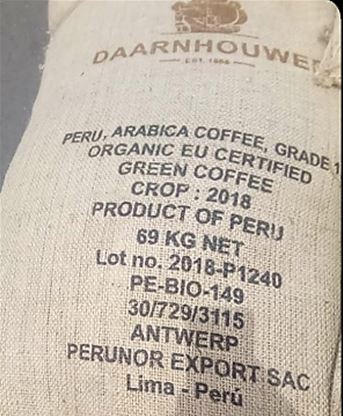 DAARNHOUWER
EST. 1908
PERU, ARABICA COFFEE, GRADE 1
ORGANIC EU CERTIFIED
GREEN COFFEE
CROP : 2018
PRODUCT OF PERU
69 KG NET
Lot no. 2018-P1240
PE-BIO-149
30/729/3115
ANTWERP
PERUNOR EXPORT SAC
Lima - Perú